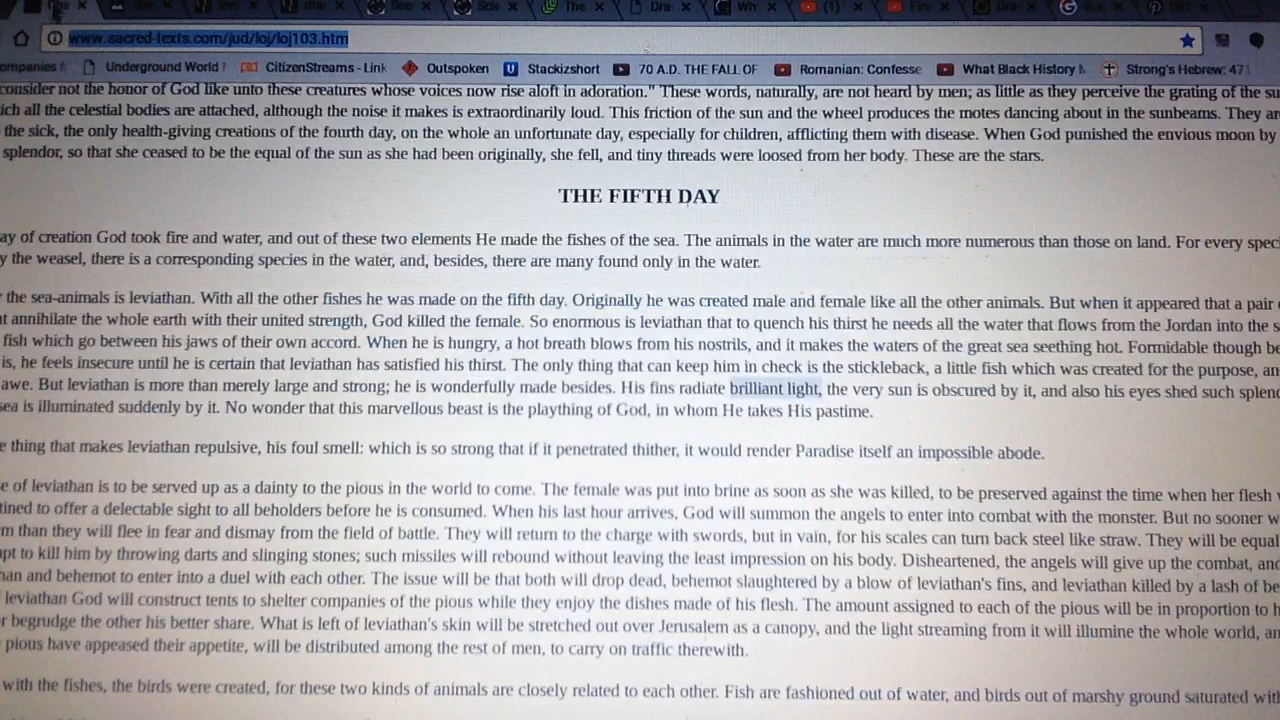 See
Scie
The
Dra
Wh
(1)
Fire
Dra
www.sacred-texts.com/jud/loj/loj103.htm
ompanies f
Underground World !
CitizenStreams - Link
Outspoken
Stackizshort
70 A.D. THE FALL OF
Romanian: Confesse
What Black History M
Strong's Hebrew: 47
consider not the honor of God like unto these creatures whose voices now rise aloft in adoration." These words, naturally, are not heard by men; as little as they perceive the grating of the su
ich all the celestial bodies are attached, although the noise it makes is extraordinarily loud. This friction of the sun and the wheel produces the motes dancing about in the sunbeams. They ar
the sick, the only health-giving creations of the fourth day, on the whole an unfortunate day, especially for children, afflicting them with disease. When God punished the envious moon by
splendor, so that she ceased to be the equal of the sun as she had been originally, she fell, and tiny threads were loosed from her body. These are the stars.
THE FIFTH DAY
ay of creation God took fire and water, and out of these two elements He made the fishes of the sea. The animals in the water are much more numerous than those on land. For every speci
y the weasel, there is a corresponding species in the water, and, besides, there are many found only in the water.
the sea-animals is leviathan. With all the other fishes he was made on the fifth day. Originally he was created male and female like all the other animals. But when it appeared that a pair
t annihilate the whole earth with their united strength, God killed the female. So enormous is leviathan that to quench his thirst he needs all the water that flows from the Jordan into the s
fish which go between his jaws of their own accord. When he is hungry, a hot breath blows from his nostrils, and it makes the waters of the great sea seething hot. Formidable though be
is, he feels insecure until he is certain that leviathan has satisfied his thirst. The only thing that can keep him in check is the stickleback, a little fish which was created for the purpose, an
awe. But leviathan is more than merely large and strong; he is wonderfully made besides. His fins radiate brilliant light, the very sun is obscured by it, and also his eyes shed such splend
sea is illuminated suddenly by it. No wonder that this marvellous beast is the plaything of God, in whom He takes His pastime.
e thing that makes leviathan repulsive, his foul smell: which is so strong that if it penetrated thither, it would render Paradise itself an impossible abode.
e of leviathan is to be served up as a dainty to the pious in the world to come. The female was put into brine as soon as she was killed, to be preserved against the time when her flesh
tined to offer a delectable sight to all beholders before he is consumed. When his last hour arrives, God will summon the angels to enter into combat with the monster. But no sooner w
m than they will flee in fear and dismay from the field of battle. They will return to the charge with swords, but in vain, for his scales can turn back steel like straw. They will be equal
pt to kill him by throwing darts and slinging stones; such missiles will rebound without leaving the least impression on his body. Disheartened, the angels will give up the combat, and
han and behemot to enter into a duel with each other. The issue will be that both will drop dead, behemot slaughtered by a blow of leviathan's fins, and leviathan killed by a lash of be
leviathan God will construct tents to shelter companies of the pious while they enjoy the dishes made of his flesh. The amount assigned to each of the pious will be in proportion to h
r begrudge the other his better share. What is left of leviathan's skin will be stretched out over Jerusalem as a canopy, and the light streaming from it will illumine the whole world, an
pious have appeased their appetite, will be distributed among the rest of men, to carry on traffic therewith.
with the fishes, the birds were created, for these two kinds of animals are closely related to each other. Fish are fashioned out of water, and birds out of marshy ground saturated wit